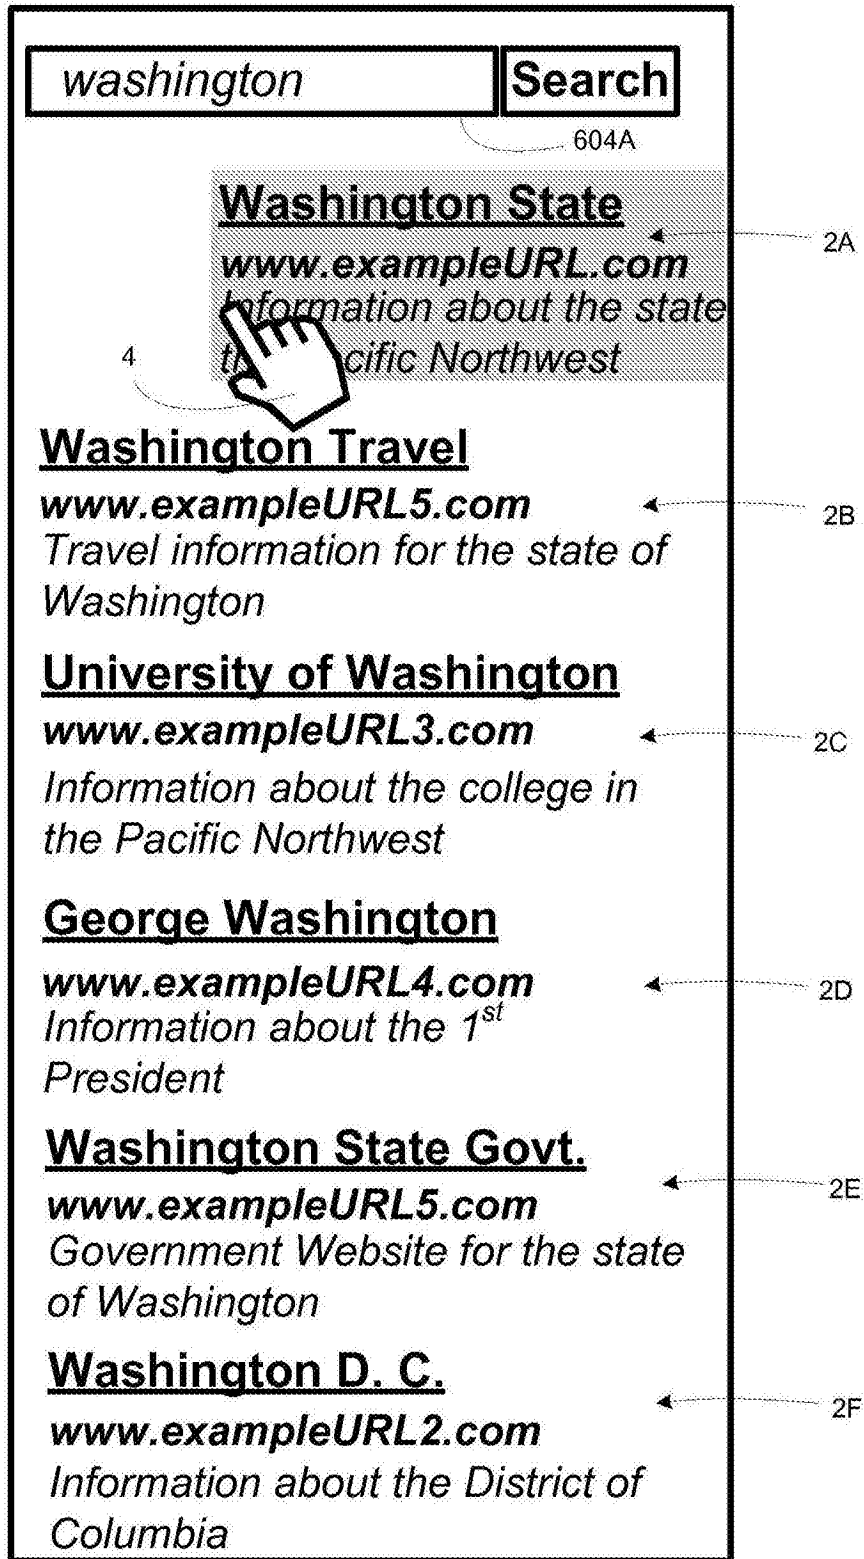 washington Search
604A
Washington State
2A
www.exampleURL.com
Information about the state
cific Northwest
4
Washington Travel
www.exampleURL5.com
2B
Travel information for the state of
Washington
University of Washington
www.exampleURL3.com
2C
Information about the college in
the Pacific Northwest
George Washington
www.exampleURL4.com
2D
Information about the 1st
President
Washington State Govt.
2E
www.exampleURL5.com
Government Website for the state
of Washington
Washington D. C.
2F
www.exampleURL2.com
Information about the District of
Columbia